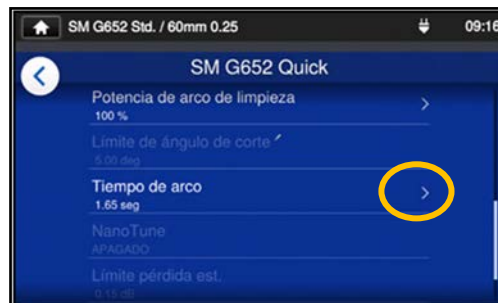 SM G652 Std. / 60mm 0.25 09:16
SM G652 Quick
Potencia de arco de limpieza
100 %
Límite de ángulo de corte
5.00 deg
Tiempo de arco
1.65 seg
NanoTune
APAGADO
Límite pérdida est.
0.15 dB